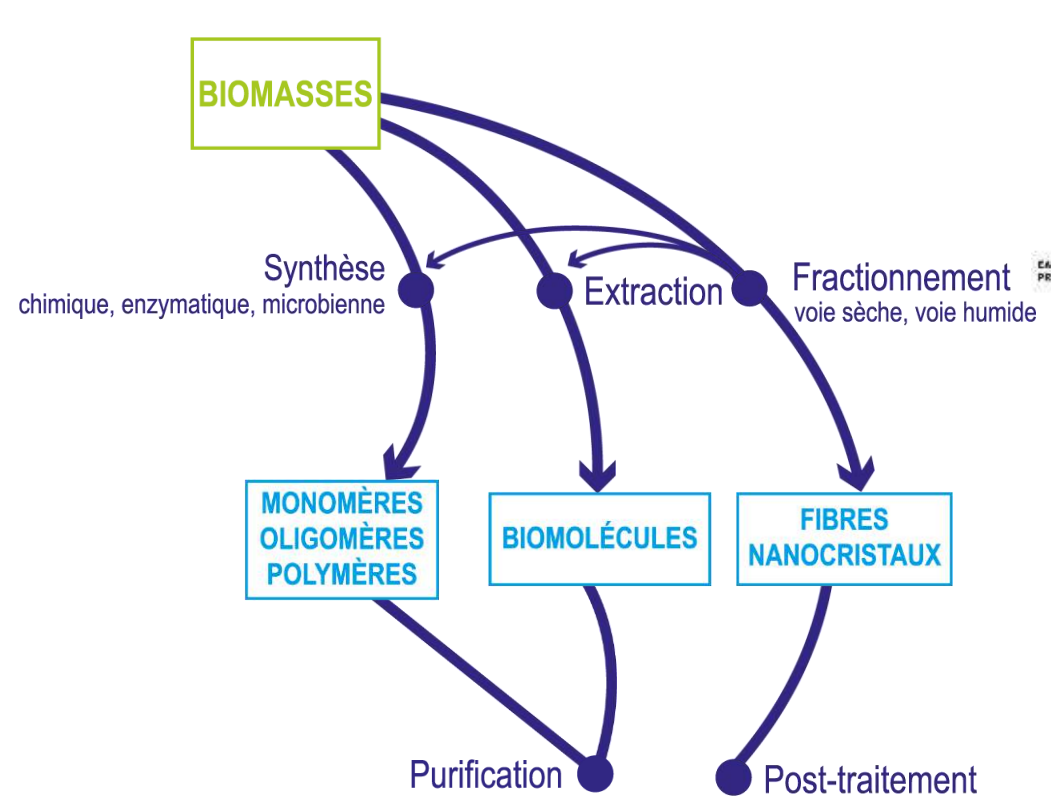 BIOMASSES
Synthèse
chimique, enzymatique, microbienne
Extraction
Fractionnement
voie sèche, voie humide
MONOMÈRES
OLIGOMÈRES
POLYMÈRES
BIOMOLÉCULES
FIBRES
NANOCRISTAUX
Purification
Post-traitement